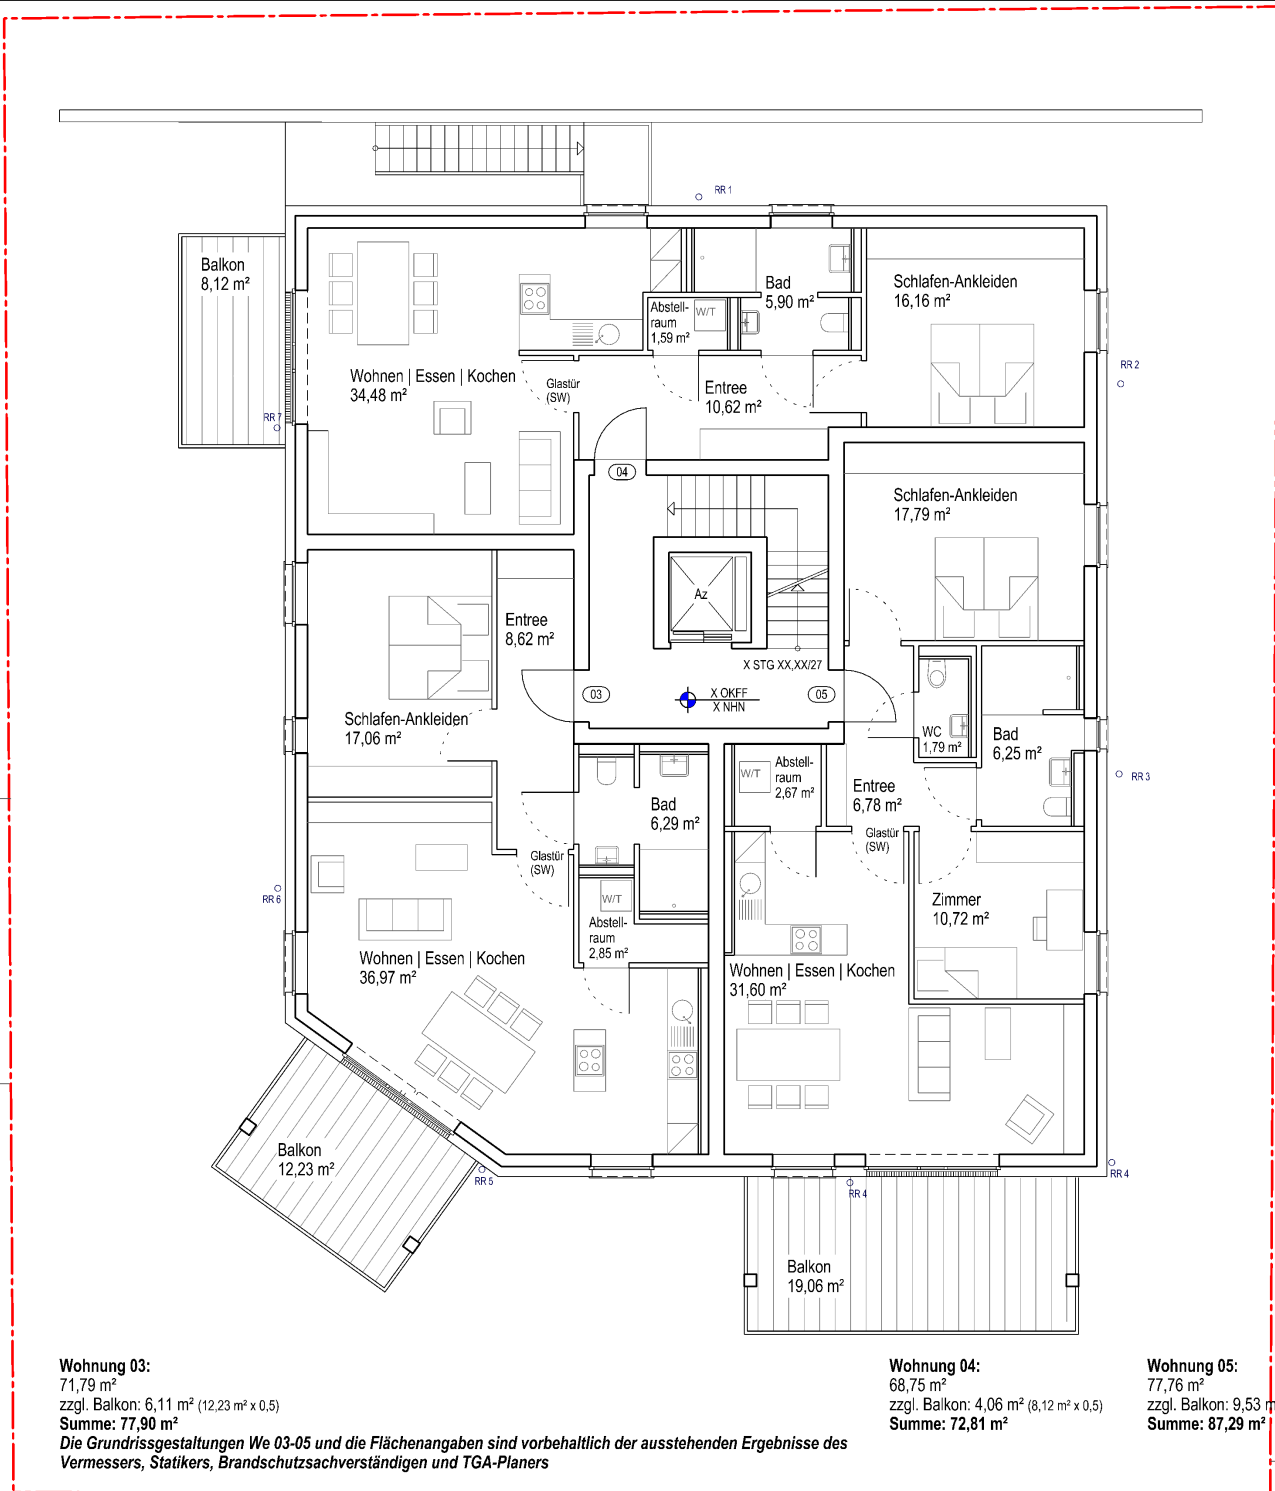 RR 1
Balkon
8,12 m²
Bad
5,90 m²
Schlafen-Ankleiden
16,16 m²
Abstell-
raum
1,59 m²
W/T
RR 2
Wohnen | Essen | Kochen
34,48 m²
Glastür
(SW)
Entree
10,62 m²
RR 7
04
Schlafen-Ankleiden
17,79 m²
Az
Entree
8,62 m²
X STG XX,XX/27
03
X OKFF
X NHN
05
Schlafen-Ankleiden
17,06 m²
WC
1,79 m²
Bad
6,25 m²
W/T
Abstell-
raum
2,67 m²
RR 3
Entree
6,78 m²
Bad
6,29 m²
Glastür
(SW)
Glastür
(SW)
RR 6
W/T
Zimmer
10,72 m²
Abstell-
raum
2,85 m²
Wohnen | Essen | Kochen
36,97 m²
Wohnen | Essen | Kochen
31,60 m²
Balkon
12,23 m²
RR 5
RR 4
RR 4
Balkon
19,06 m²
Wohnung 03:
71,79 m²
zzgl. Balkon: 6,11 m² (12,23 m² x 0,5)
Summe: 77,90 m²
Die Grundrissgestaltungen We 03-05 und die Flächenangaben sind vorbehaltlich der ausstehenden Ergebnisse des
Vermessers, Statikers, Brandschutzsachverständigen und TGA-Planers
Wohnung 04:
68,75 m²
zzgl. Balkon: 4,06 m² (8,12 m² x 0,5)
Summe: 72,81 m²
Wohnung 05:
77,76 m²
zzgl. Balkon: 9,53 m
Summe: 87,29 m²